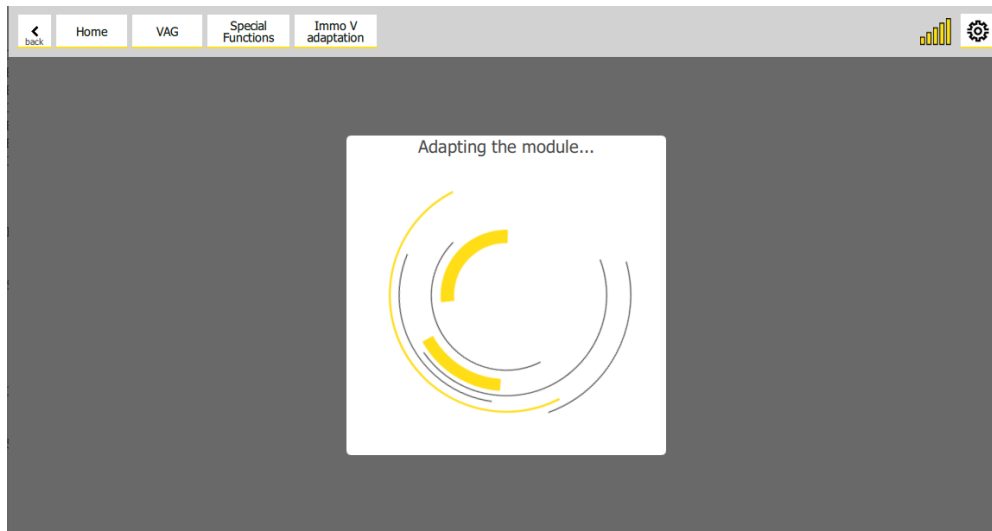 back
Home
VAG
Special
Functions
Immo V
adaptation
Adapting the module...